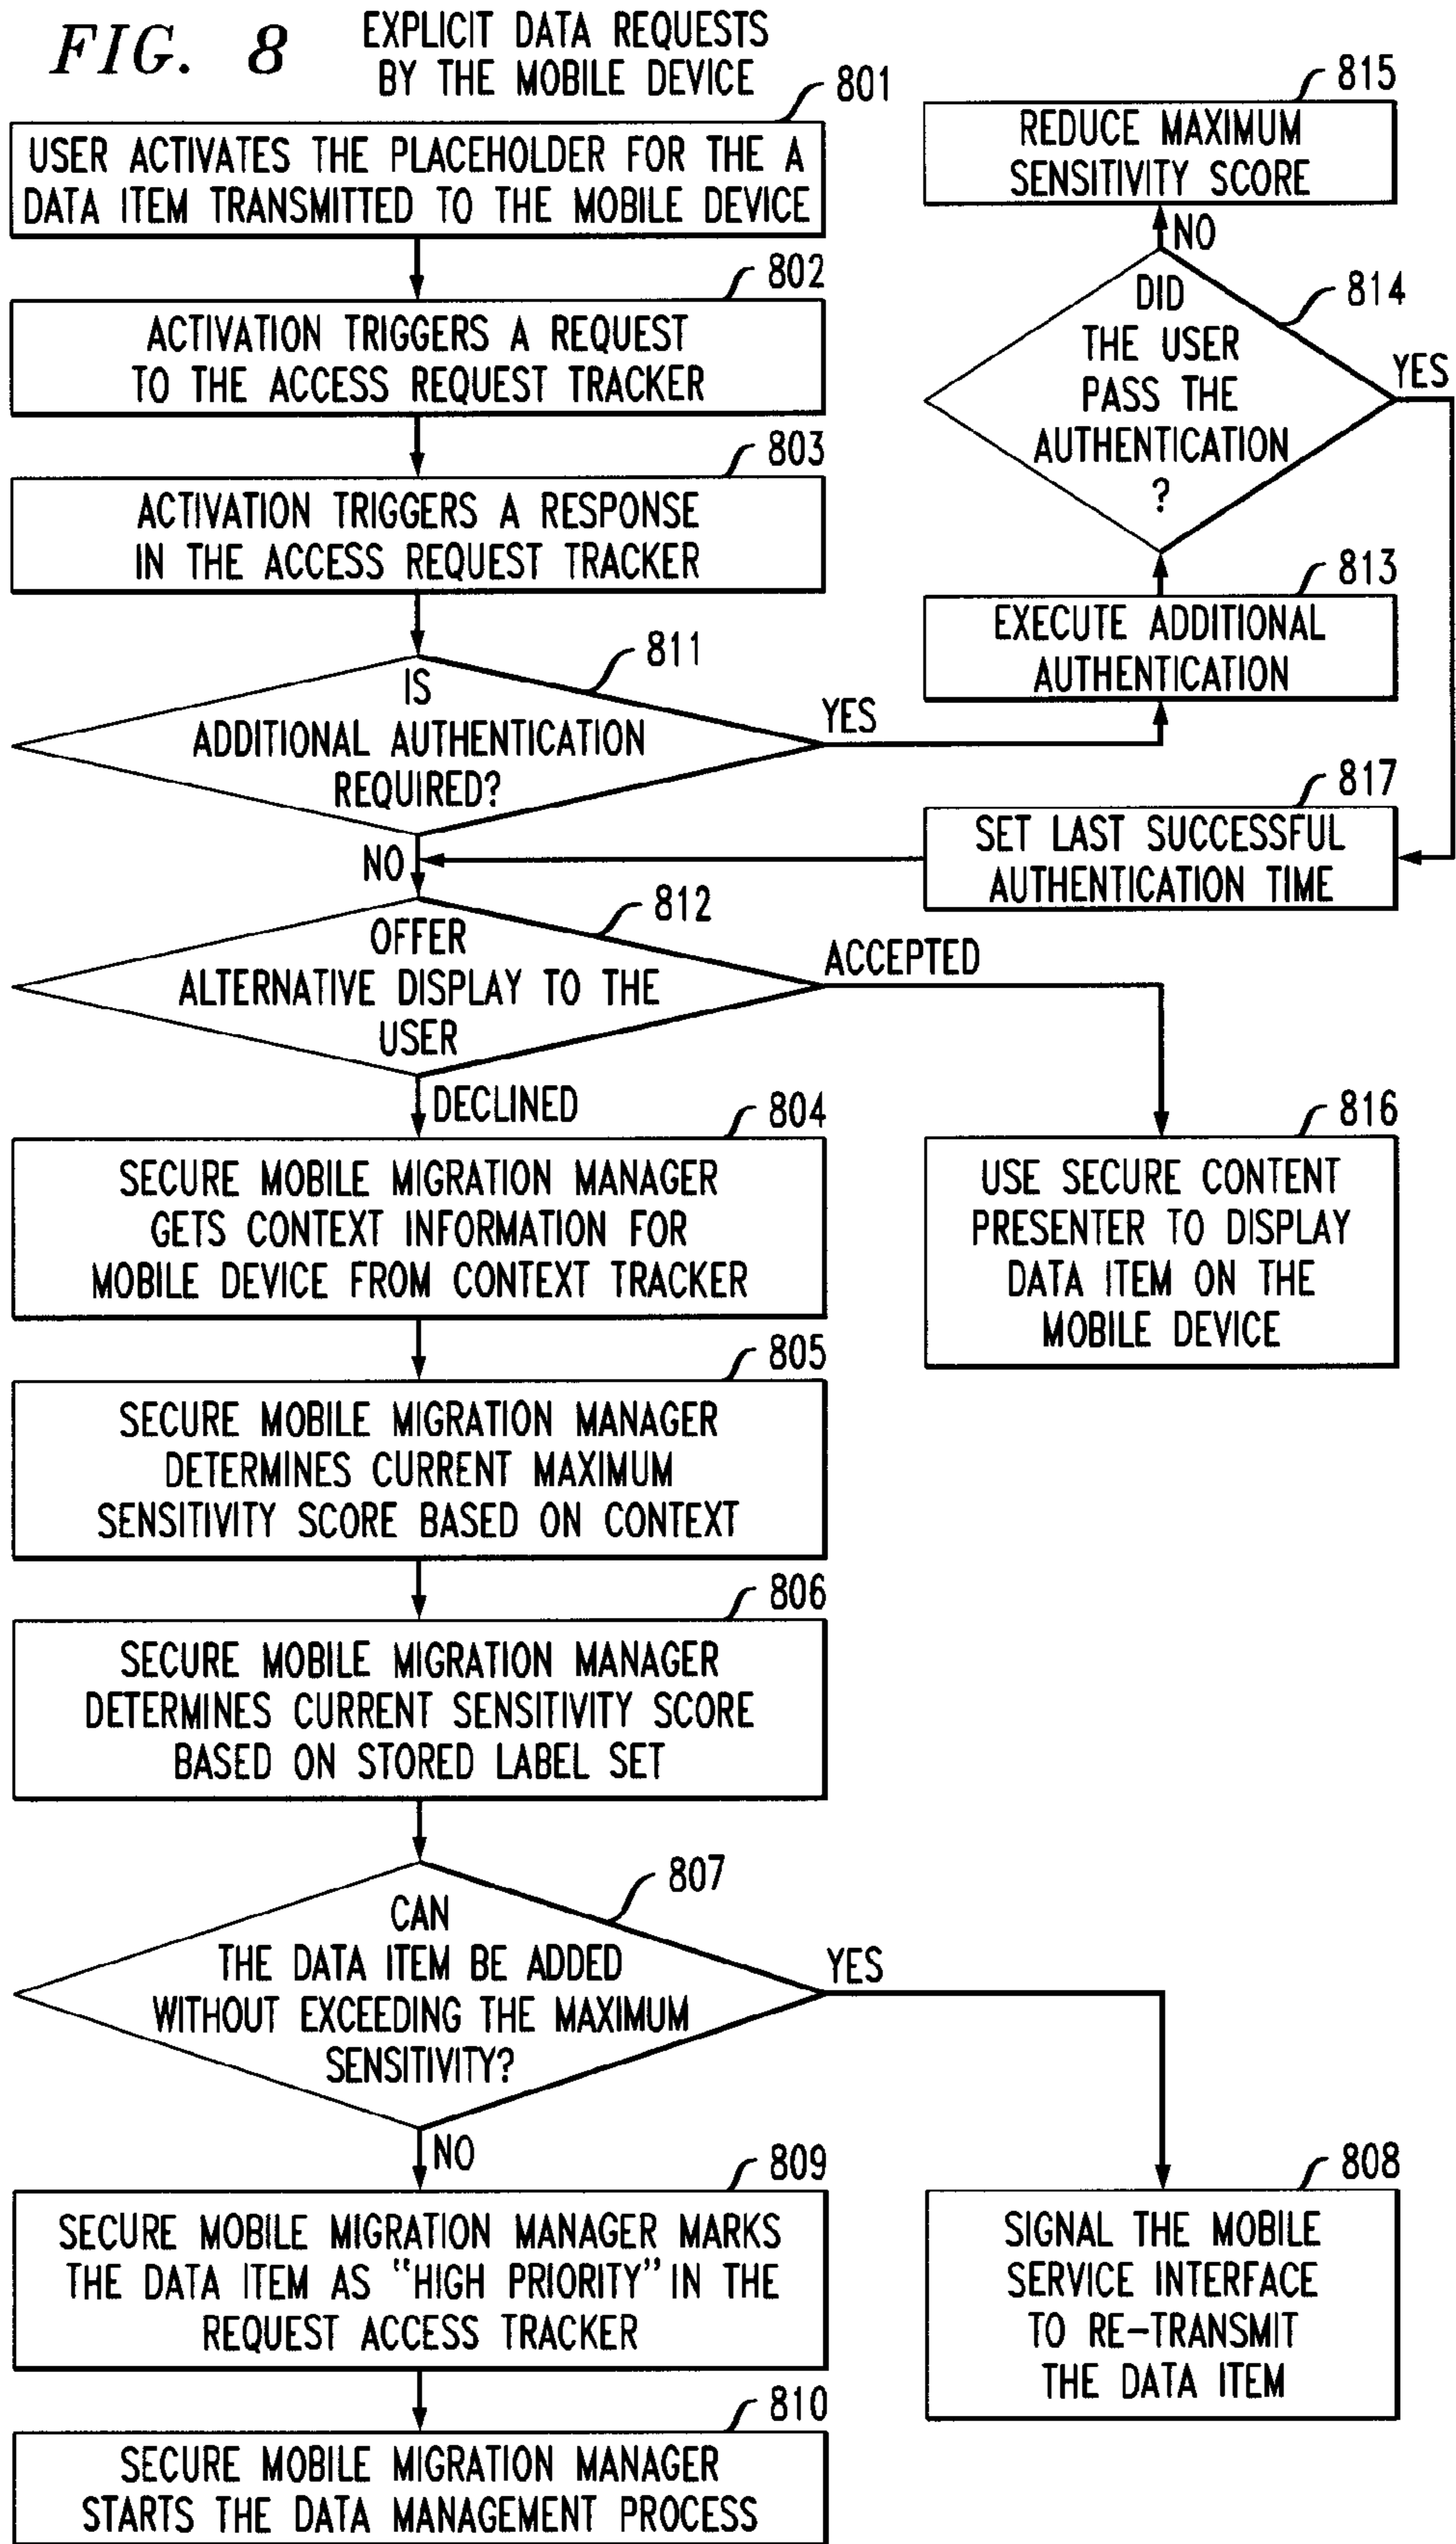 FIG. 8
EXPLICIT DATA REQUESTS
BY THE MOBILE DEVICE
801
USER ACTIVATES THE PLACEHOLDER FOR THE A
DATA ITEM TRANSMITTED TO THE MOBILE DEVICE
802
ACTIVATION TRIGGERS A REQUEST
TO THE ACCESS REQUEST TRACKER
803
ACTIVATION TRIGGERS A RESPONSE
IN THE ACCESS REQUEST TRACKER
811
IS
ADDITIONAL AUTHENTICATION
REQUIRED?
YES
NO
815
REDUCE MAXIMUM
SENSITIVITY SCORE
NO
814
DID
THE USER
PASS THE
AUTHENTICATION
?
YES
813
EXECUTE ADDITIONAL
AUTHENTICATION
817
SET LAST SUCCESSFUL
AUTHENTICATION TIME
812
OFFER
ALTERNATIVE DISPLAY TO THE
USER
ACCEPTED
DECLINED
816
USE SECURE CONTENT
PRESENTER TO DISPLAY
DATA ITEM ON THE
MOBILE DEVICE
804
SECURE MOBILE MIGRATION MANAGER
GETS CONTEXT INFORMATION FOR
MOBILE DEVICE FROM CONTEXT TRACKER
805
SECURE MOBILE MIGRATION MANAGER
DETERMINES CURRENT MAXIMUM
SENSITIVITY SCORE BASED ON CONTEXT
806
SECURE MOBILE MIGRATION MANAGER
DETERMINES CURRENT SENSITIVITY SCORE
BASED ON STORED LABEL SET
807
CAN
THE DATA ITEM BE ADDED
WITHOUT EXCEEDING THE MAXIMUM
SENSITIVITY?
YES
NO
808
SIGNAL THE MOBILE
SERVICE INTERFACE
TO RE-TRANSMIT
THE DATA ITEM
809
SECURE MOBILE MIGRATION MANAGER MARKS
THE DATA ITEM AS "HIGH PRIORITY" IN THE
REQUEST ACCESS TRACKER
810
SECURE MOBILE MIGRATION MANAGER
STARTS THE DATA MANAGEMENT PROCESS